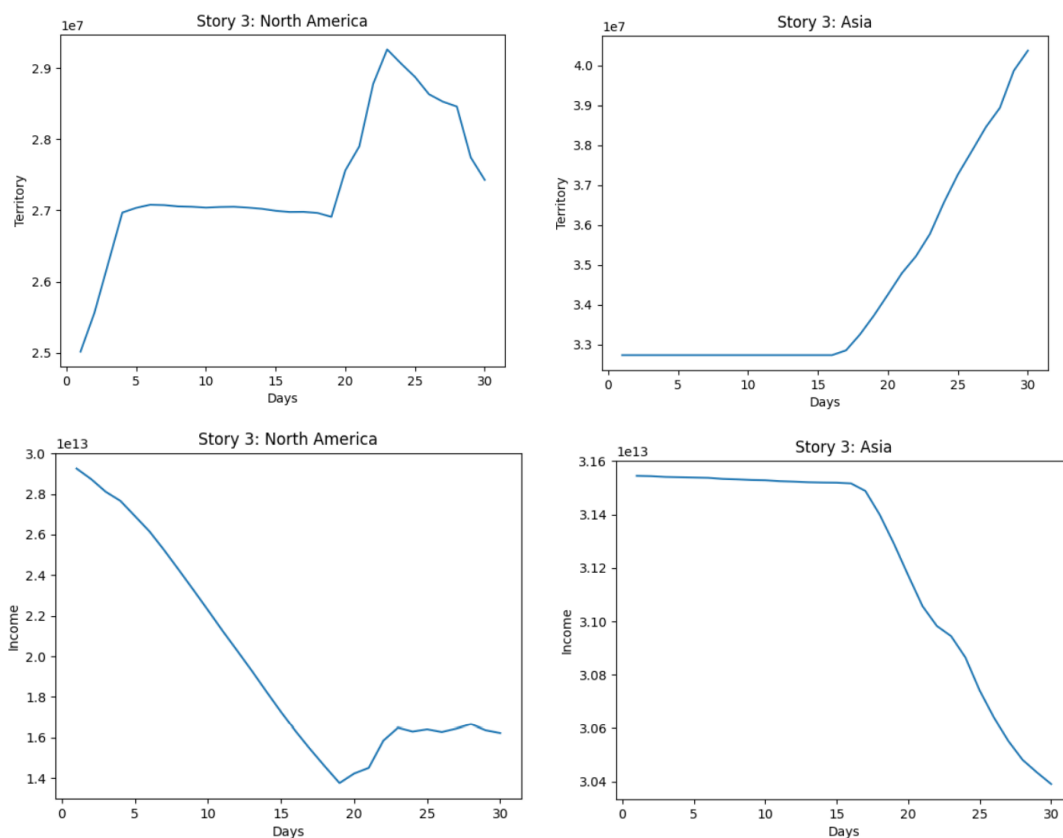 Story 3: North America
1e7
Territory
2.9
2.8
2.7
2.6
2.5
0 5 10 15 20 25 30
Days
Story 3: Asia
1e7
Territory
4.0
3.9
3.8
3.7
3.6
3.5
3.4
3.3
0 5 10 15 20 25 30
Days
Story 3: North America
1e13
Income
3.0
2.8
2.6
2.4
2.2
2.0
1.8
1.6
1.4
0 5 10 15 20 25 30
Days
Story 3: Asia
1e13
Income
3.16
3.14
3.12
3.10
3.08
3.06
3.04
0 5 10 15 20 25 30
Days